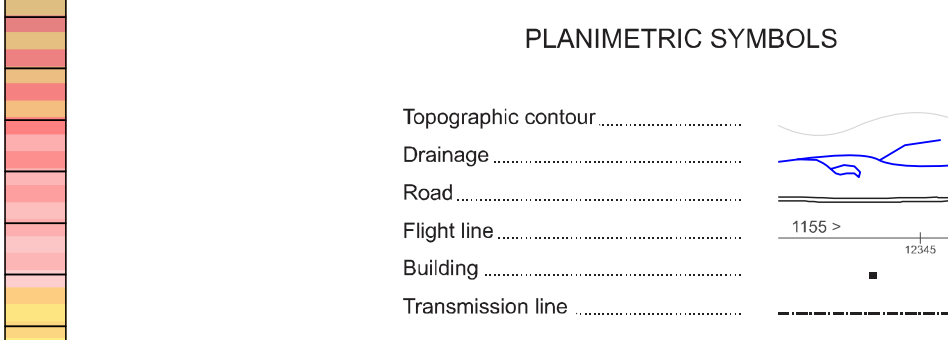 PLANIMETRIC SYMBOLS
Topographic contour
Drainage
Road
Flight line
1155 >
12345
Building
Transmission line